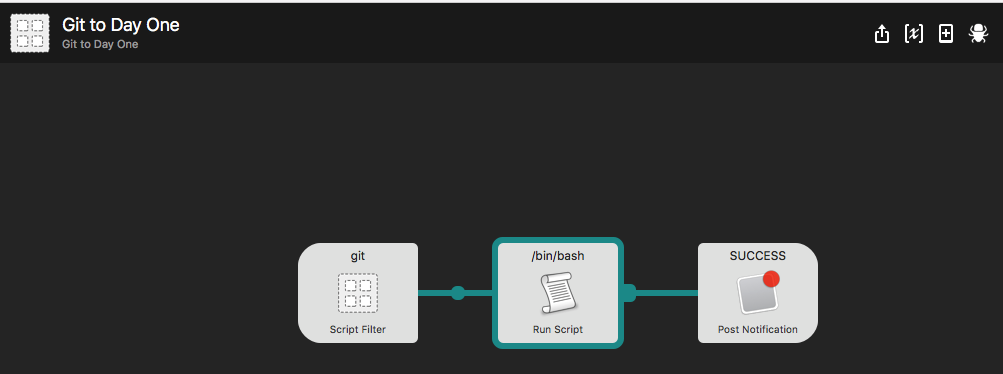 Git to Day One
Git to Day One
git
Script Filter
/bin/bash
Run Script
SUCCESS
Post Notification